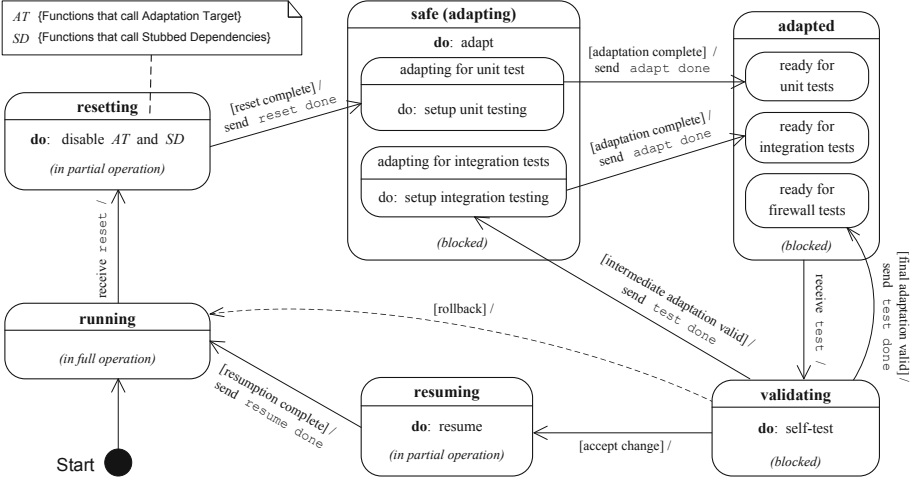 AT {Functions that call Adaptation Target}
SD {Functions that call Stubbed Dependencies}
resetting
do: disable AT and SD
(in partial operation)
[reset complete] /
send reset done
safe (adapting)
do: adapt
adapting for unit test
do: setup unit testing
adapting for integration tests
do: setup integration testing
(blocked)
[adaptation complete] /
send adapt done
[adaptation complete] /
send adapt done
adapted
ready for
unit tests
ready for
integration tests
ready for
firewall tests
(blocked)
receive reset /
running
(in full operation)
[rollback] /
[intermediate adaptation valid] /
send test done
receive test /
[final adaptation valid] /
send test done
[resumption complete] /
send resume done
resuming
do: resume
(in partial operation)
[accept change] /
validating
do: self-test
(blocked)
Start